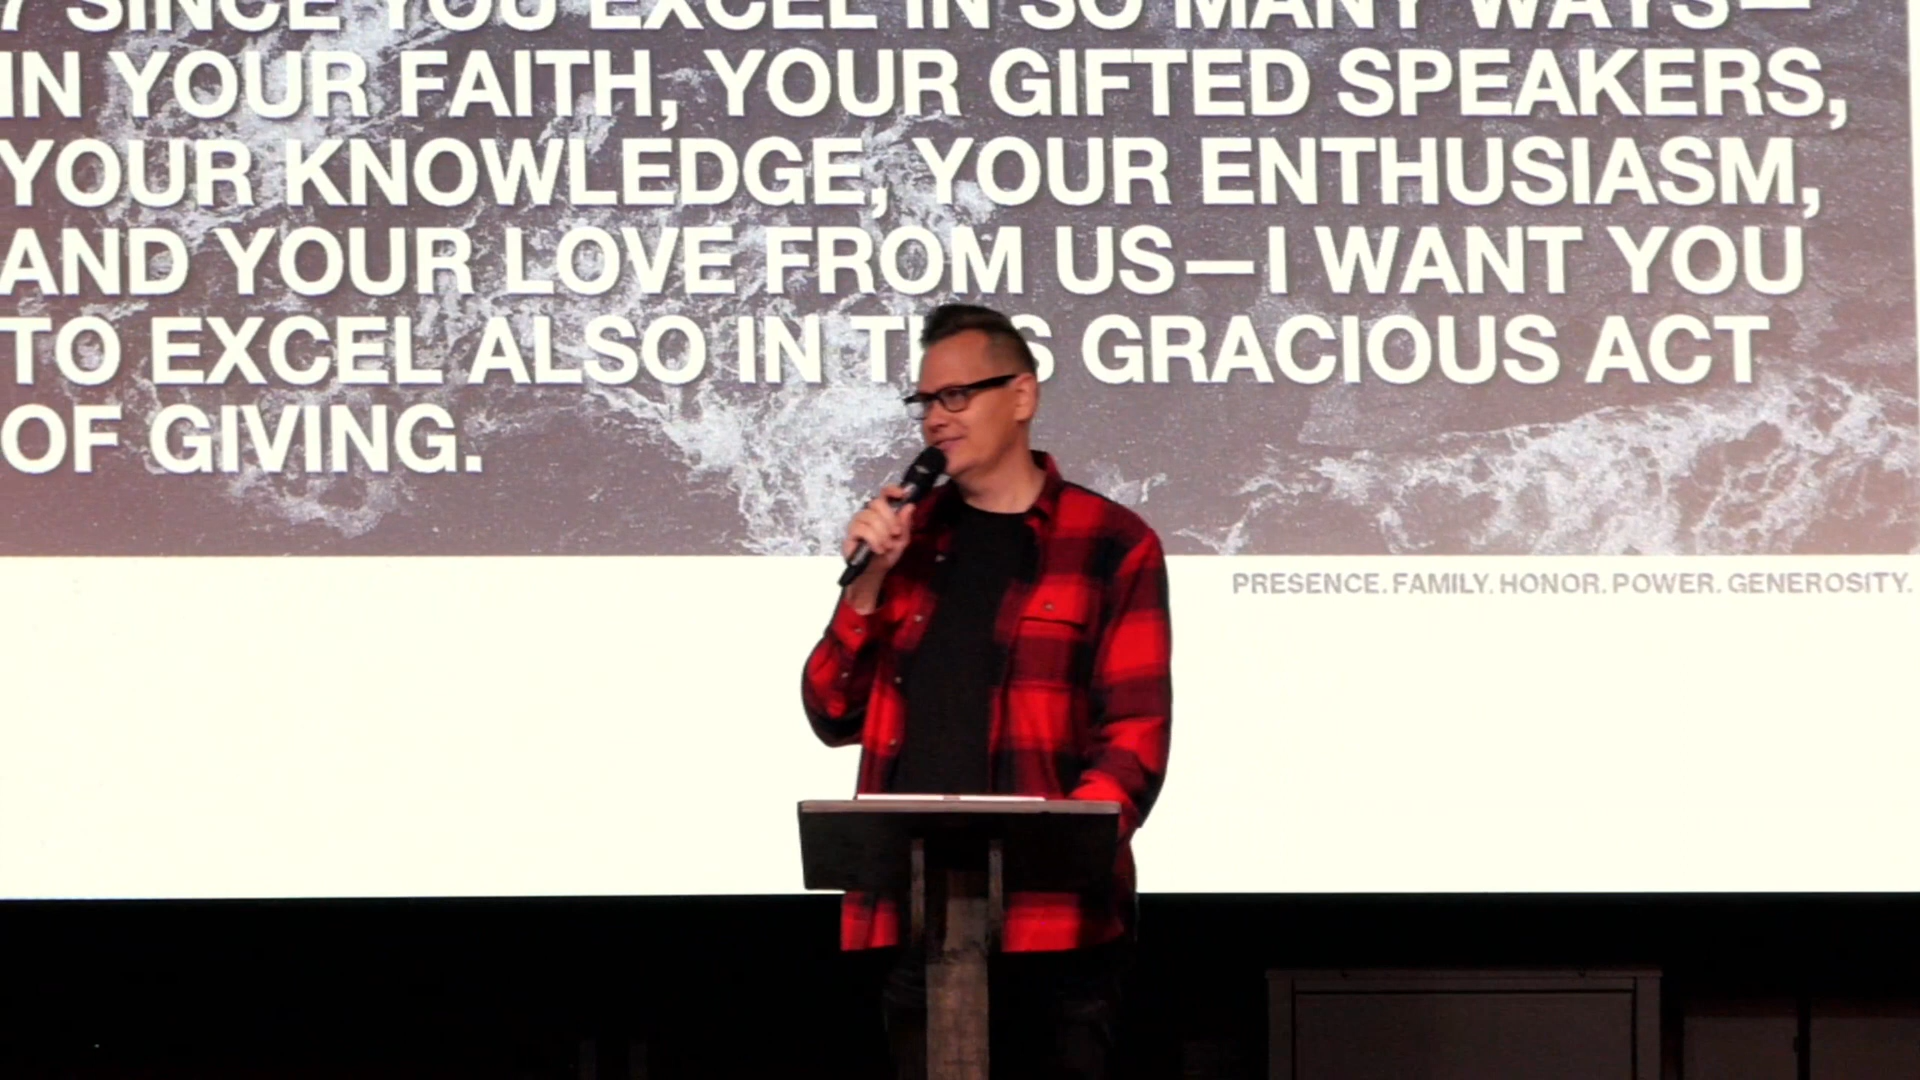 7 SINCE YOU EXCEL IN SO MANY WAYS—
IN YOUR FAITH, YOUR GIFTED SPEAKERS,
YOUR KNOWLEDGE, YOUR ENTHUSIASM,
AND YOUR LOVE FROM US—I WANT YOU
TO EXCEL ALSO IN THIS GRACIOUS ACT
OF GIVING.
PRESENCE. FAMILY. HONOR. POWER. GENEROSITY.